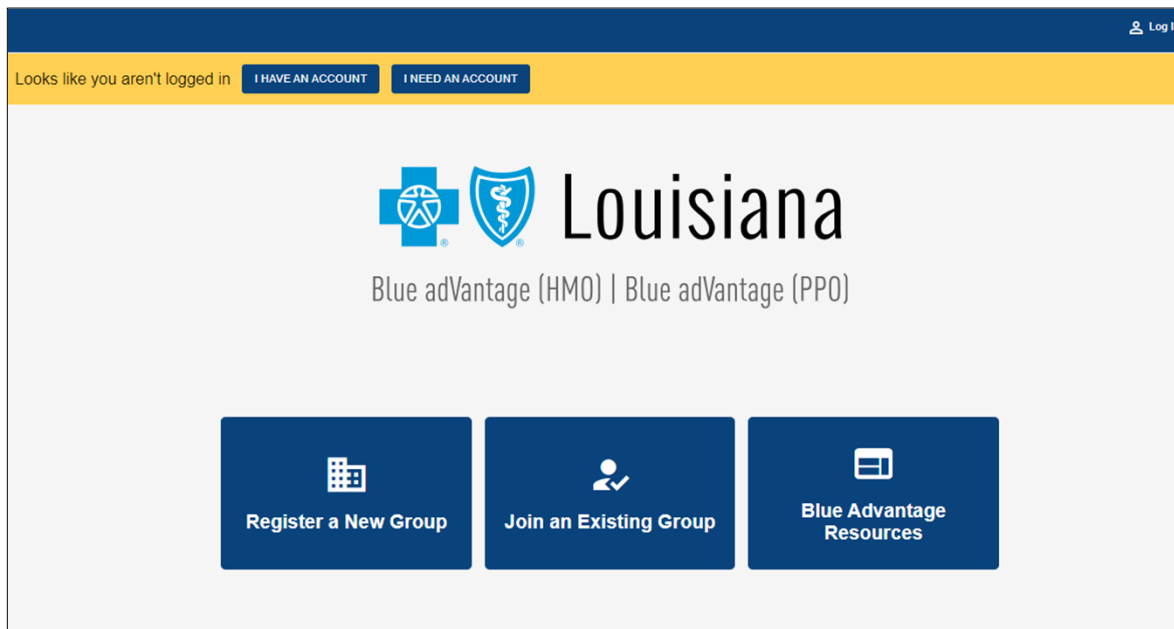 Log I
Looks like you aren't logged in I HAVE AN ACCOUNT I NEED AN ACCOUNT
Louisiana
Blue adVantage (HMO) | Blue adVantage (PPO)
Register a New Group
Join an Existing Group
Blue Advantage
Resources